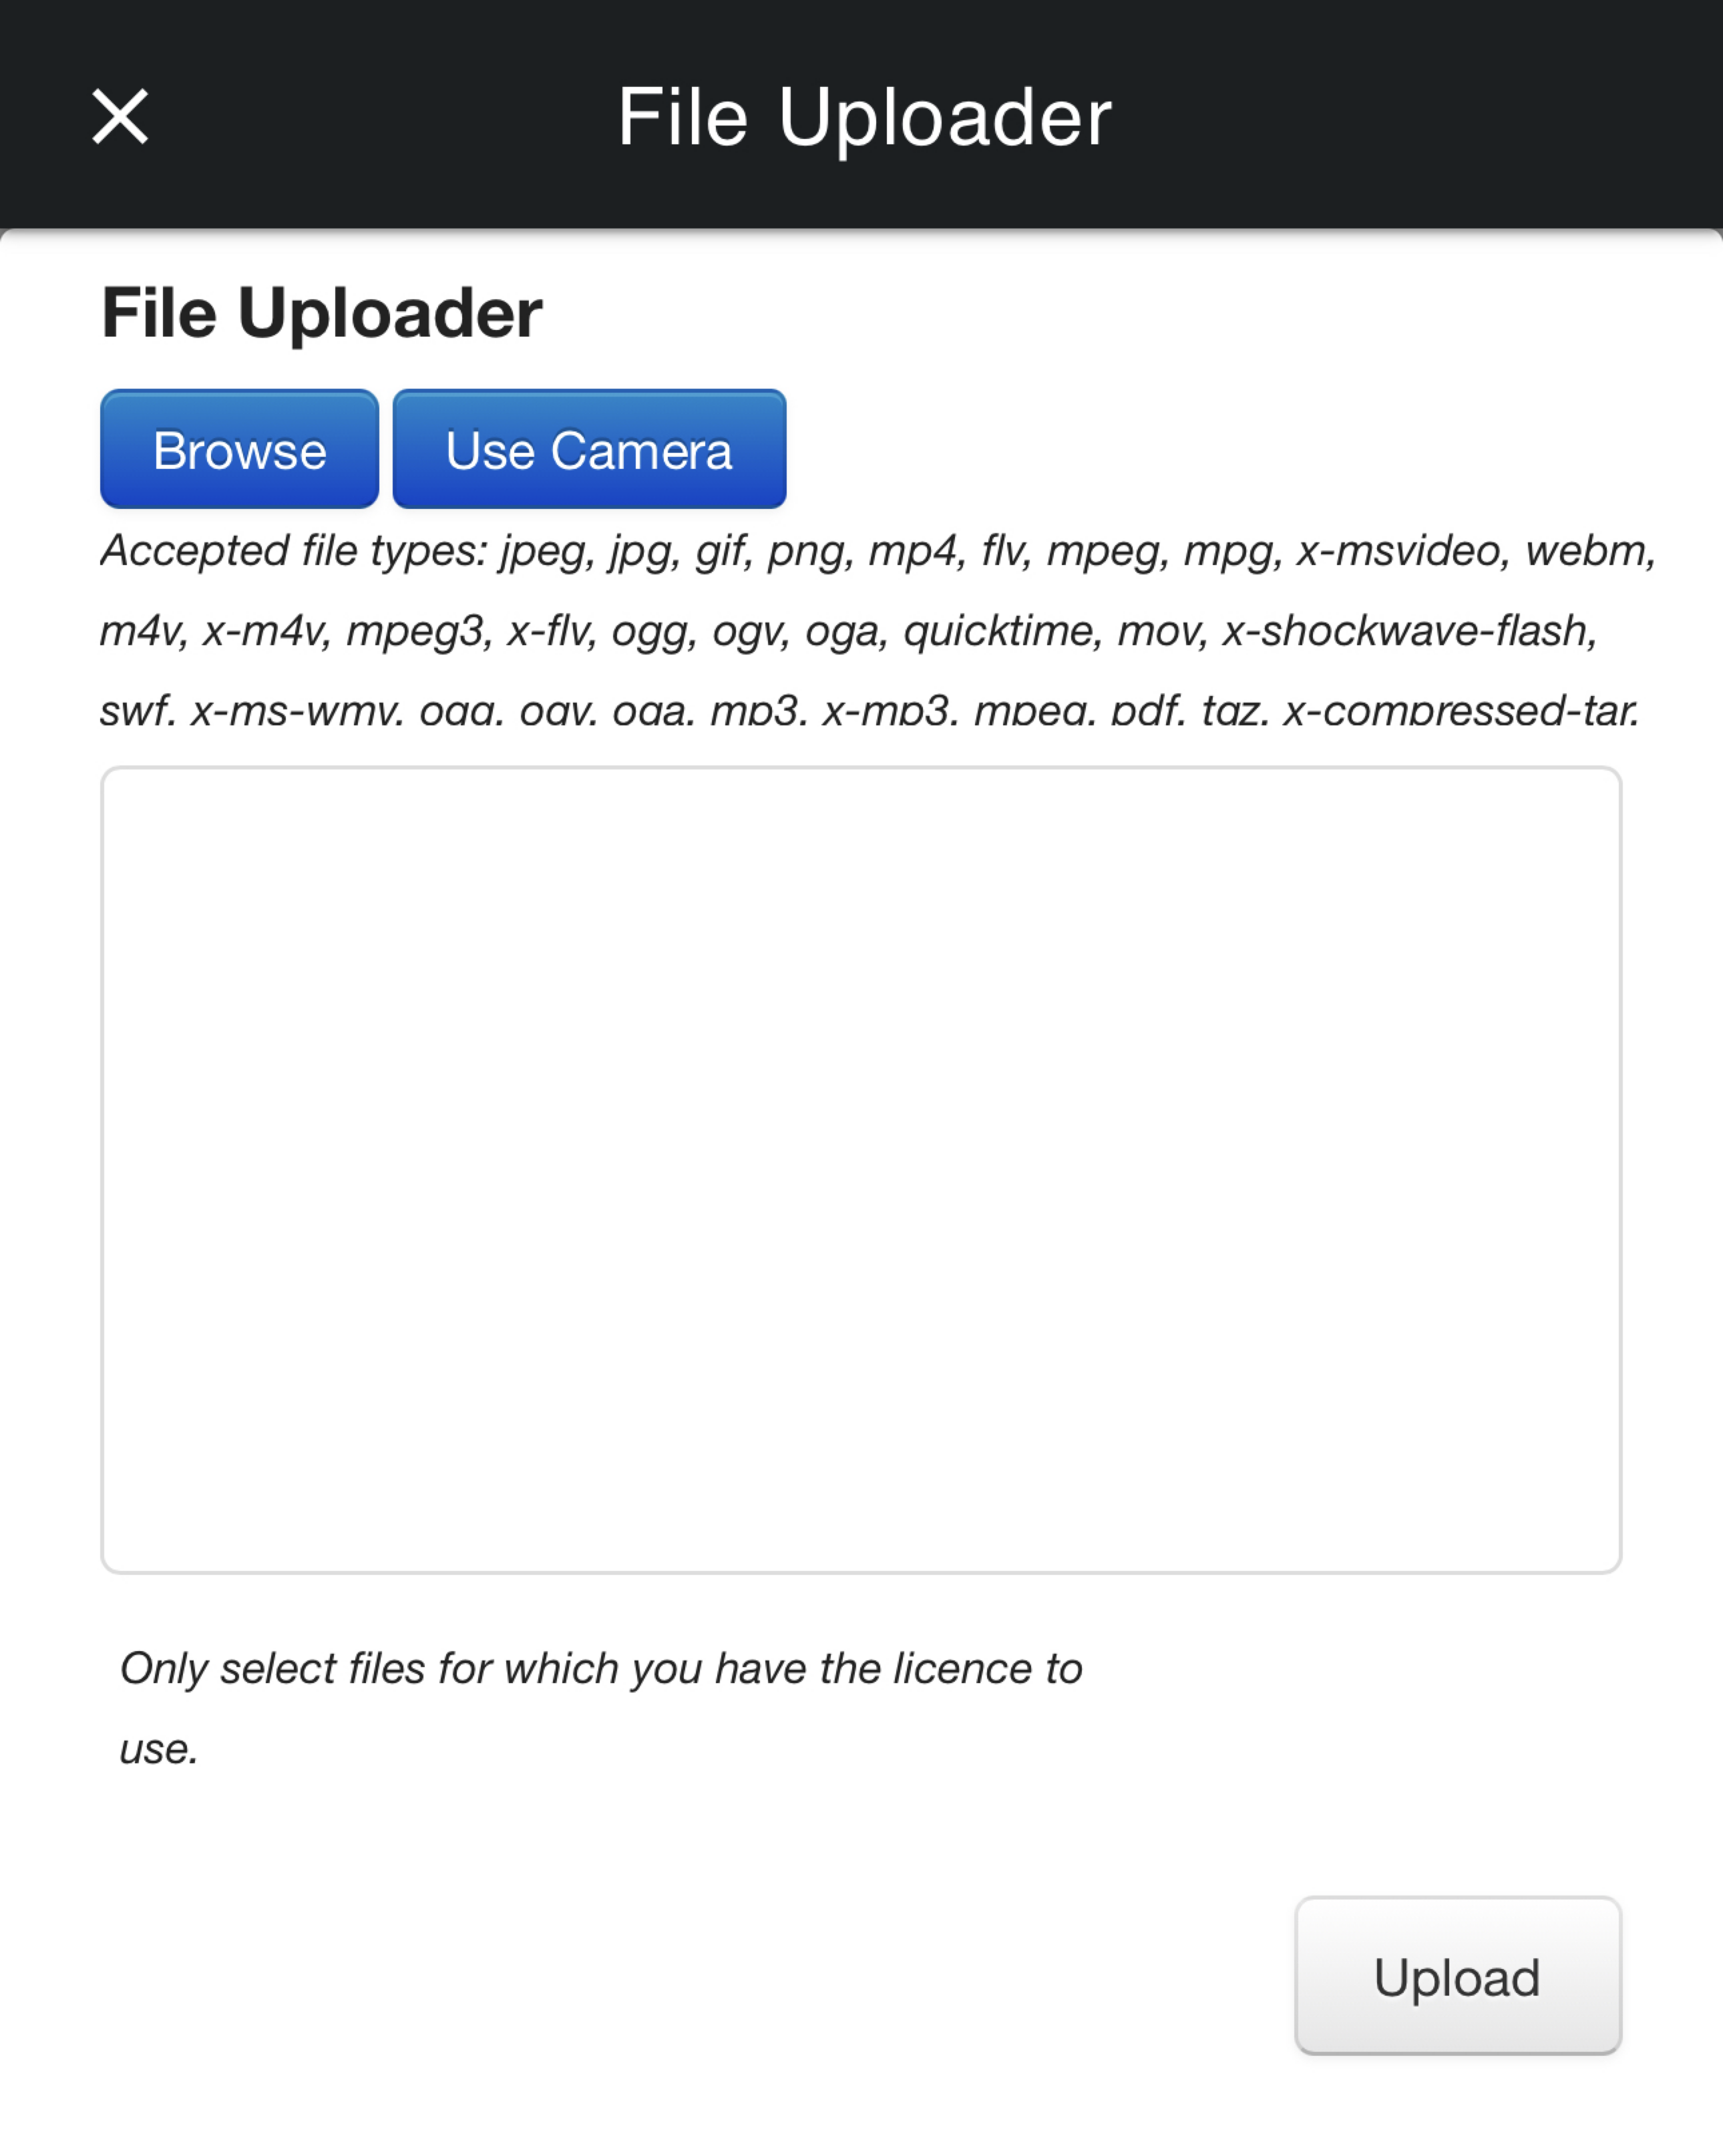 File Uploader
File Uploader
Browse Use Camera
Accepted file types: jpeg, jpg, gif, png, mp4, flv, mpeg, mpg, x-msvideo, webm,
m4v, x-m4v, mpeg3, x-flv, ogg, ogv, oga, quicktime, mov, x-shockwave-flash,
swf, x-ms-wmv, ogg, ogv, oga, mp3, x-mp3, mpeg, pdf, tgz, x-compressed-tar,
Only select files for which you have the licence to
use.
Upload